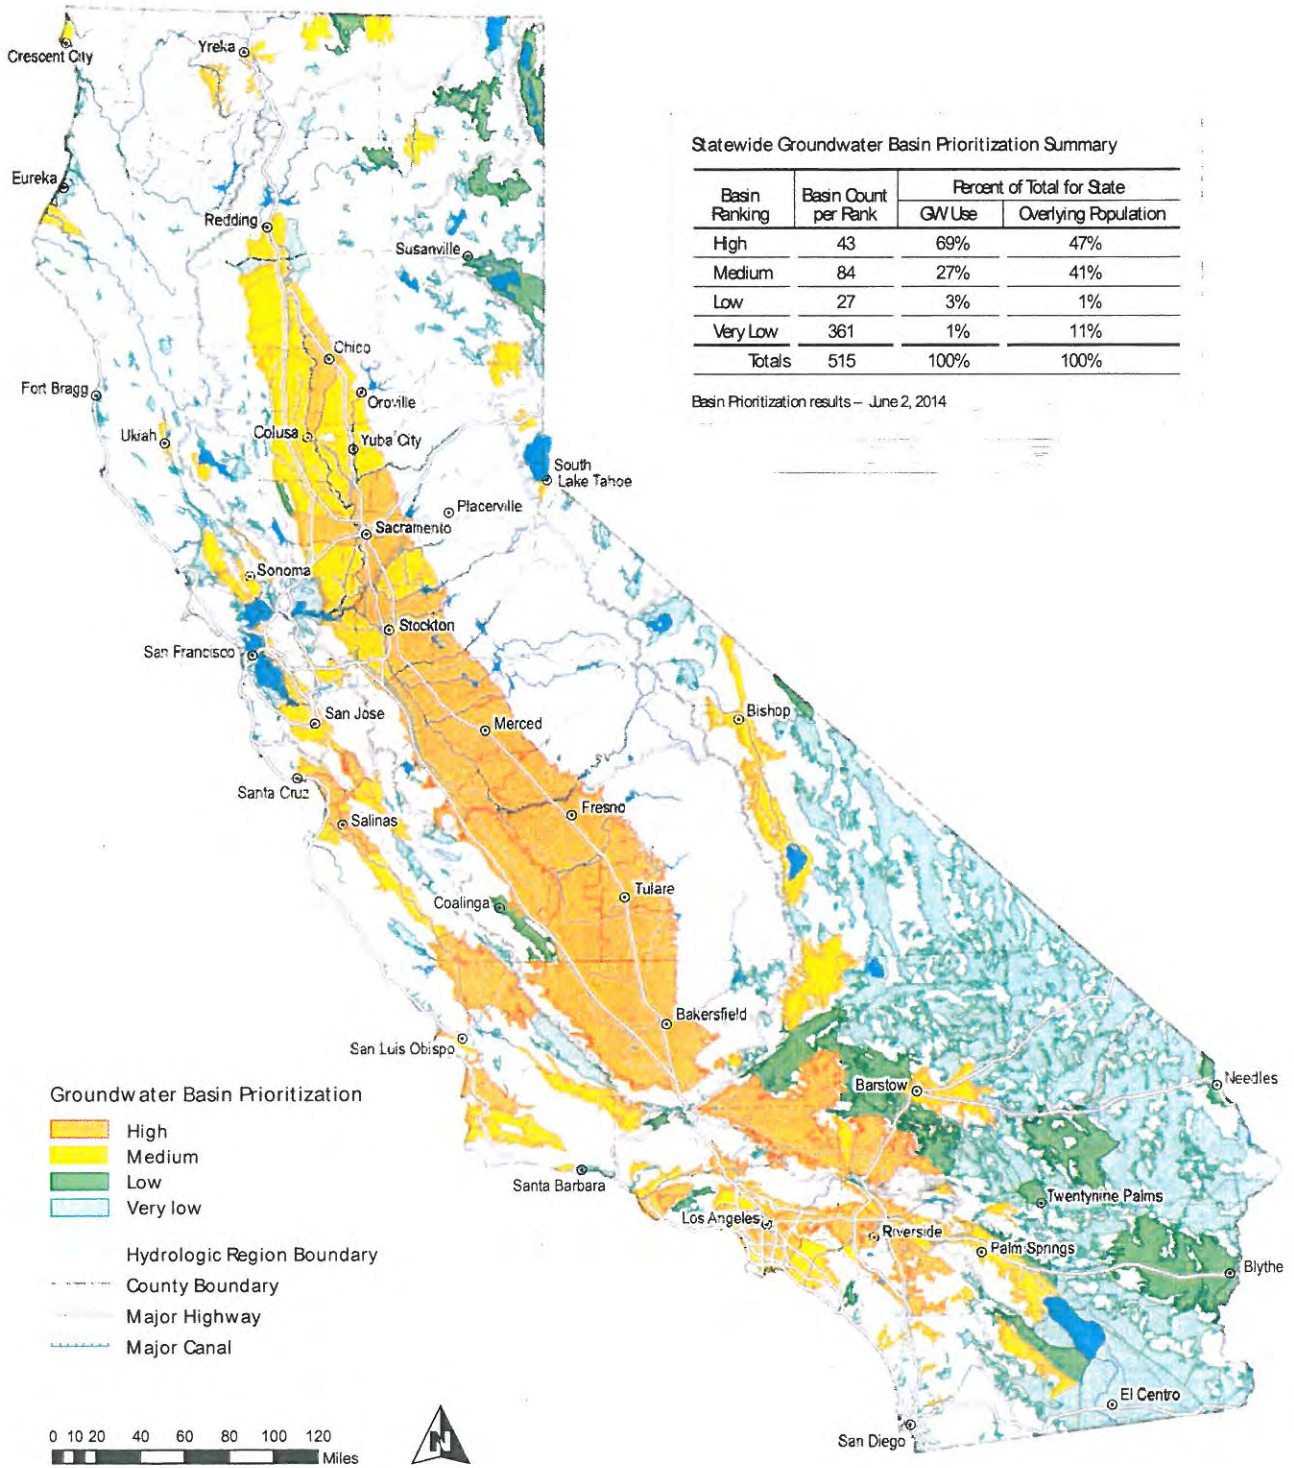 Crescent City
Yreka
Eureka
Redding
Susanville
Chico
Fort Bragg
Oroville
Ukiah
Colusa
Yuba City
South
Lake Tahoe
Placerville
Sacramento
Sonoma
Stockton
San Francisco
San Jose
Merced
Bishop
Santa Cruz
Salinas
Fresno
Tulare
Coalinga
Bakersfield
San Luis Obispo
Barstow
Needles
Santa Barbara
Twentynine Palms
Los Angeles
Riverside
Palm Springs
Blythe
El Centro
San Diego
Statewide Groundwater Basin Prioritization Summary
Basin Ranking Basin Count per Rank Percent of Total for State
GW Use Overlying Population
High 43 69% 47%
Medium 84 27% 41%
Low 27 3% 1%
Very Low 361 1% 11%
Totals 515 100% 100%
Basin Prioritization results – June 2, 2014
Groundwater Basin Prioritization
High
Medium
Low
Very low
Hydrologic Region Boundary
County Boundary
Major Highway
Major Canal
0 10 20 40 60 80 100 120
Miles
N